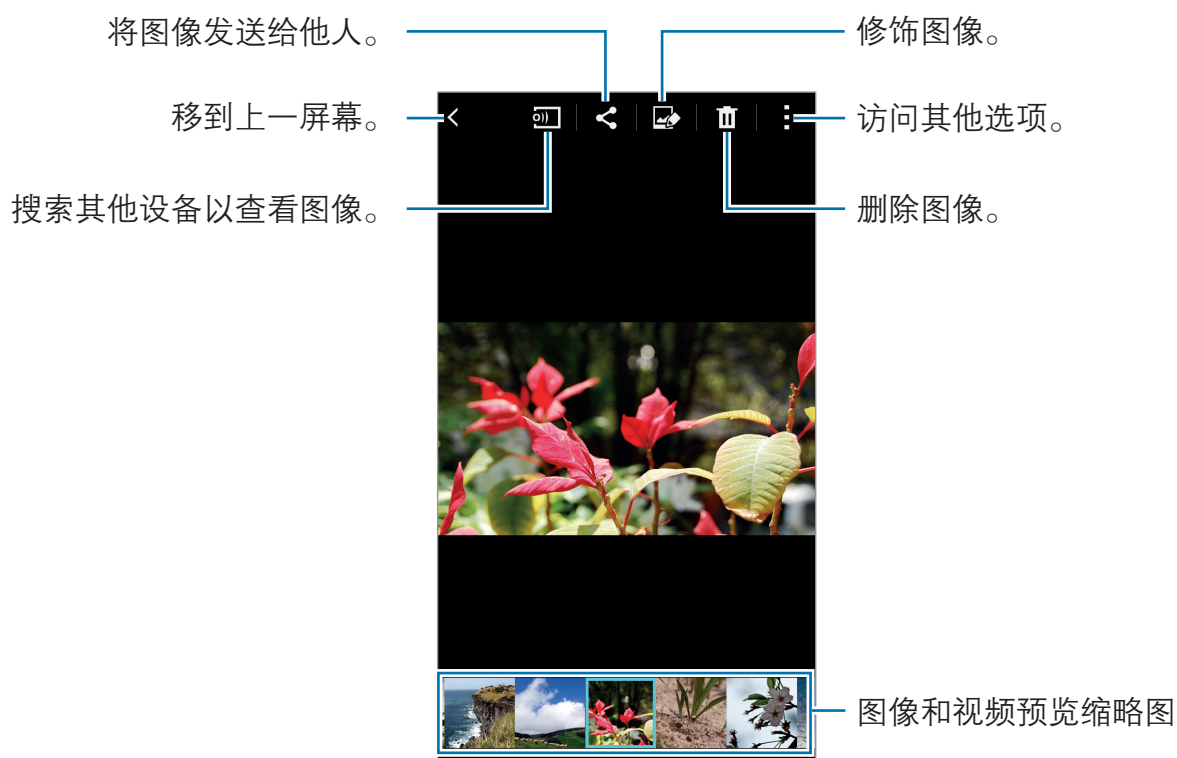 将图像发送给他人。
修饰图像。
移到上一屏幕。
访问其他选项。
搜索其他设备以查看图像。
删除图像。
图像和视频预览缩略图